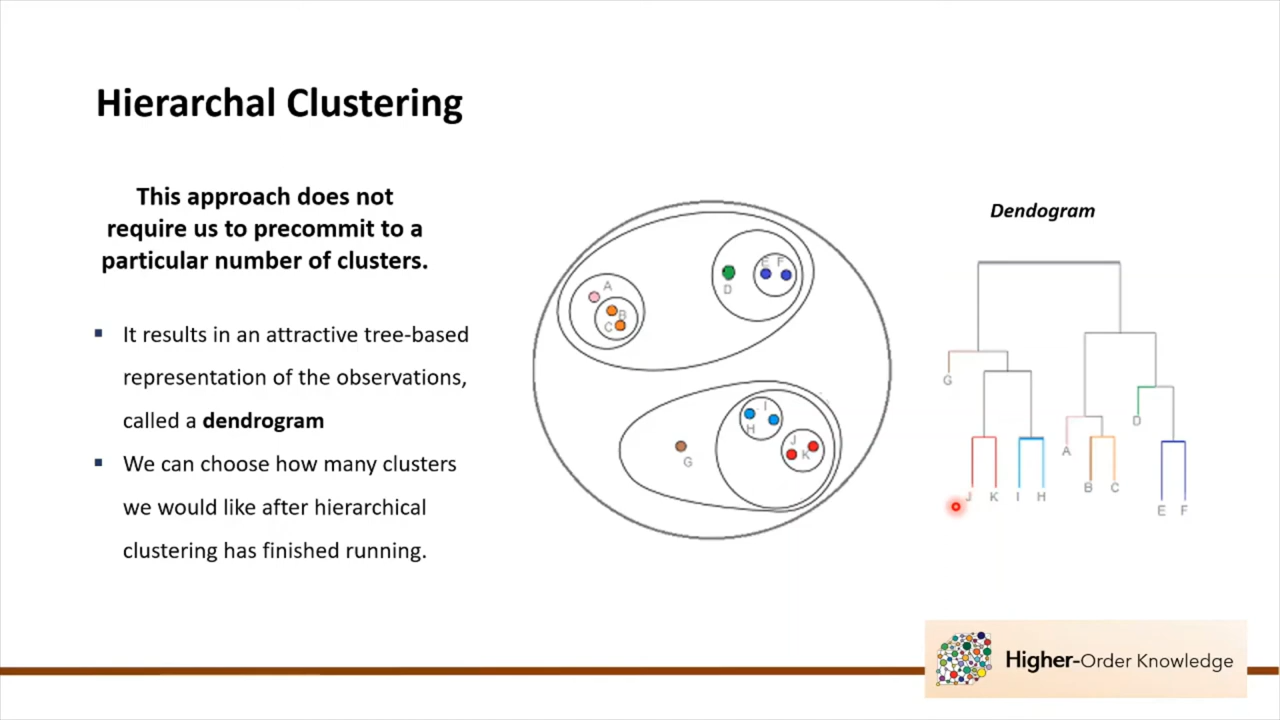 Hierarchal Clustering
This approach does not
require us to precommit to a
particular number of clusters.
It results in an attractive tree-based
representation of the observations,
called a dendrogram
We can choose how many clusters
we would like after hierarchical
clustering has finished running.
E F
D
A
B
C
I
H
J
K
G
Dendogram
G
D
A
J K I H B C
E F
Higher-Order Knowledge